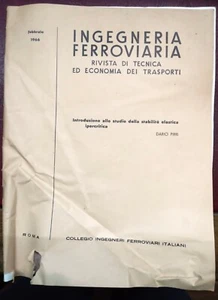 febbraio
1966
INGEGNERIA
FERROVIARIA
RIVISTA DI TECNICA
ED ECONOMIA DEI TRASPORTI
Introduzione allo studio della stabilità elastica
ipercritica
DARIO
ROMA
COLLEGIO INGEGNERI FERROVIARI ITALIANI